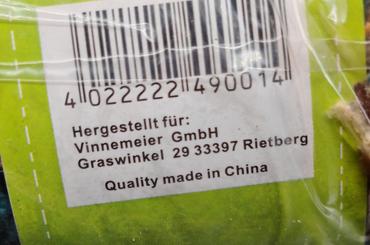 4 022222 490014
Hergestellt für:
Vinnemeier GmbH
Graswinkel 29 33397 Rietberg
Quality made in China